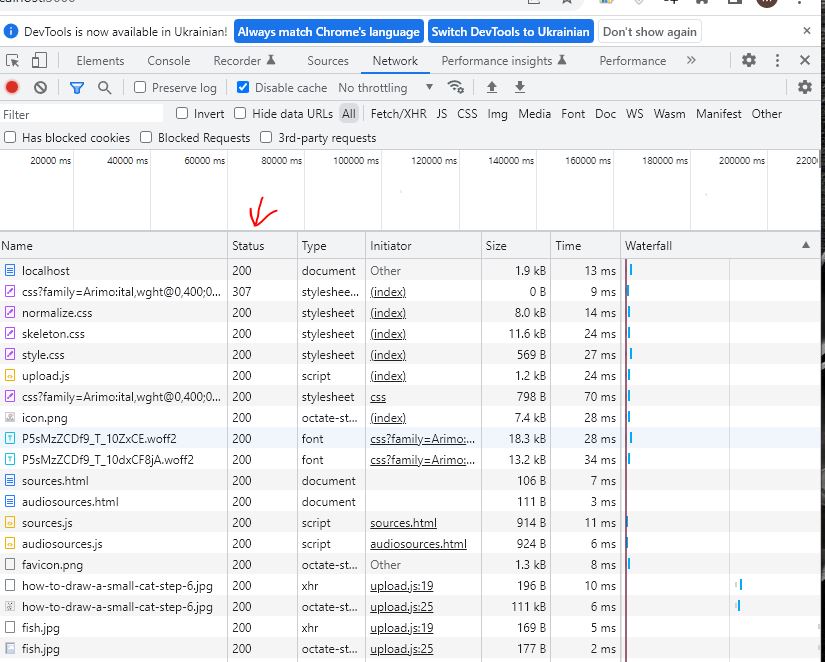 DevTools is now available in Ukrainian! Always match Chrome's language Switch DevTools to Ukrainian Don't show again
Elements Console Recorder Sources Network Performance insights Performance
Preserve log Disable cache No throttling
Filter Invert Hide data URLs All Fetch/XHR JS CSS Img Media Font Doc WS Wasm Manifest Other
Has blocked cookies Blocked Requests 3rd-party requests
20000 ms 40000 ms 60000 ms 80000 ms 100000 ms 120000 ms 140000 ms 160000 ms 180000 ms 200000 ms 2200
Name Status Type Initiator Size Time Waterfall
localhost 200 document Other 1.9 kB 13 ms
css?family=Arimo:ital,wght@0,400;0... 307 styleshee... (index) 0 B 9 ms
normalize.css 200 stylesheet (index) 8.0 kB 14 ms
skeleton.css 200 stylesheet (index) 11.6 kB 24 ms
style.css 200 stylesheet (index) 569 B 27 ms
upload.js 200 script (index) 1.2 kB 24 ms
css?family=Arimo:ital,wght@0,400;0... 200 stylesheet css 798 B 70 ms
icon.png 200 octate-st... (index) 7.4 kB 28 ms
P5sMzZCDf9_T_10ZxCE.woff2 200 font css?family=Arimo:... 18.3 kB 28 ms
P5sMzZCDf9_T_10dxCF8jA.woff2 200 font css?family=Arimo:... 13.2 kB 34 ms
sources.html 200 document 106 B 7 ms
audiosources.html 200 document 111 B 3 ms
sources.js 200 script sources.html 914 B 11 ms
audiosources.js 200 script audiosources.html 924 B 6 ms
favicon.png 200 octate-st... Other 1.3 kB 8 ms
how-to-draw-a-small-cat-step-6.jpg 200 xhr upload.js:19 196 B 10 ms
how-to-draw-a-small-cat-step-6.jpg 200 octate-st... upload.js:25 111 kB 6 ms
fish.jpg 200 xhr upload.js:19 169 B 5 ms
fish.jpg 200 octate-st... upload.js:25 177 B 2 ms